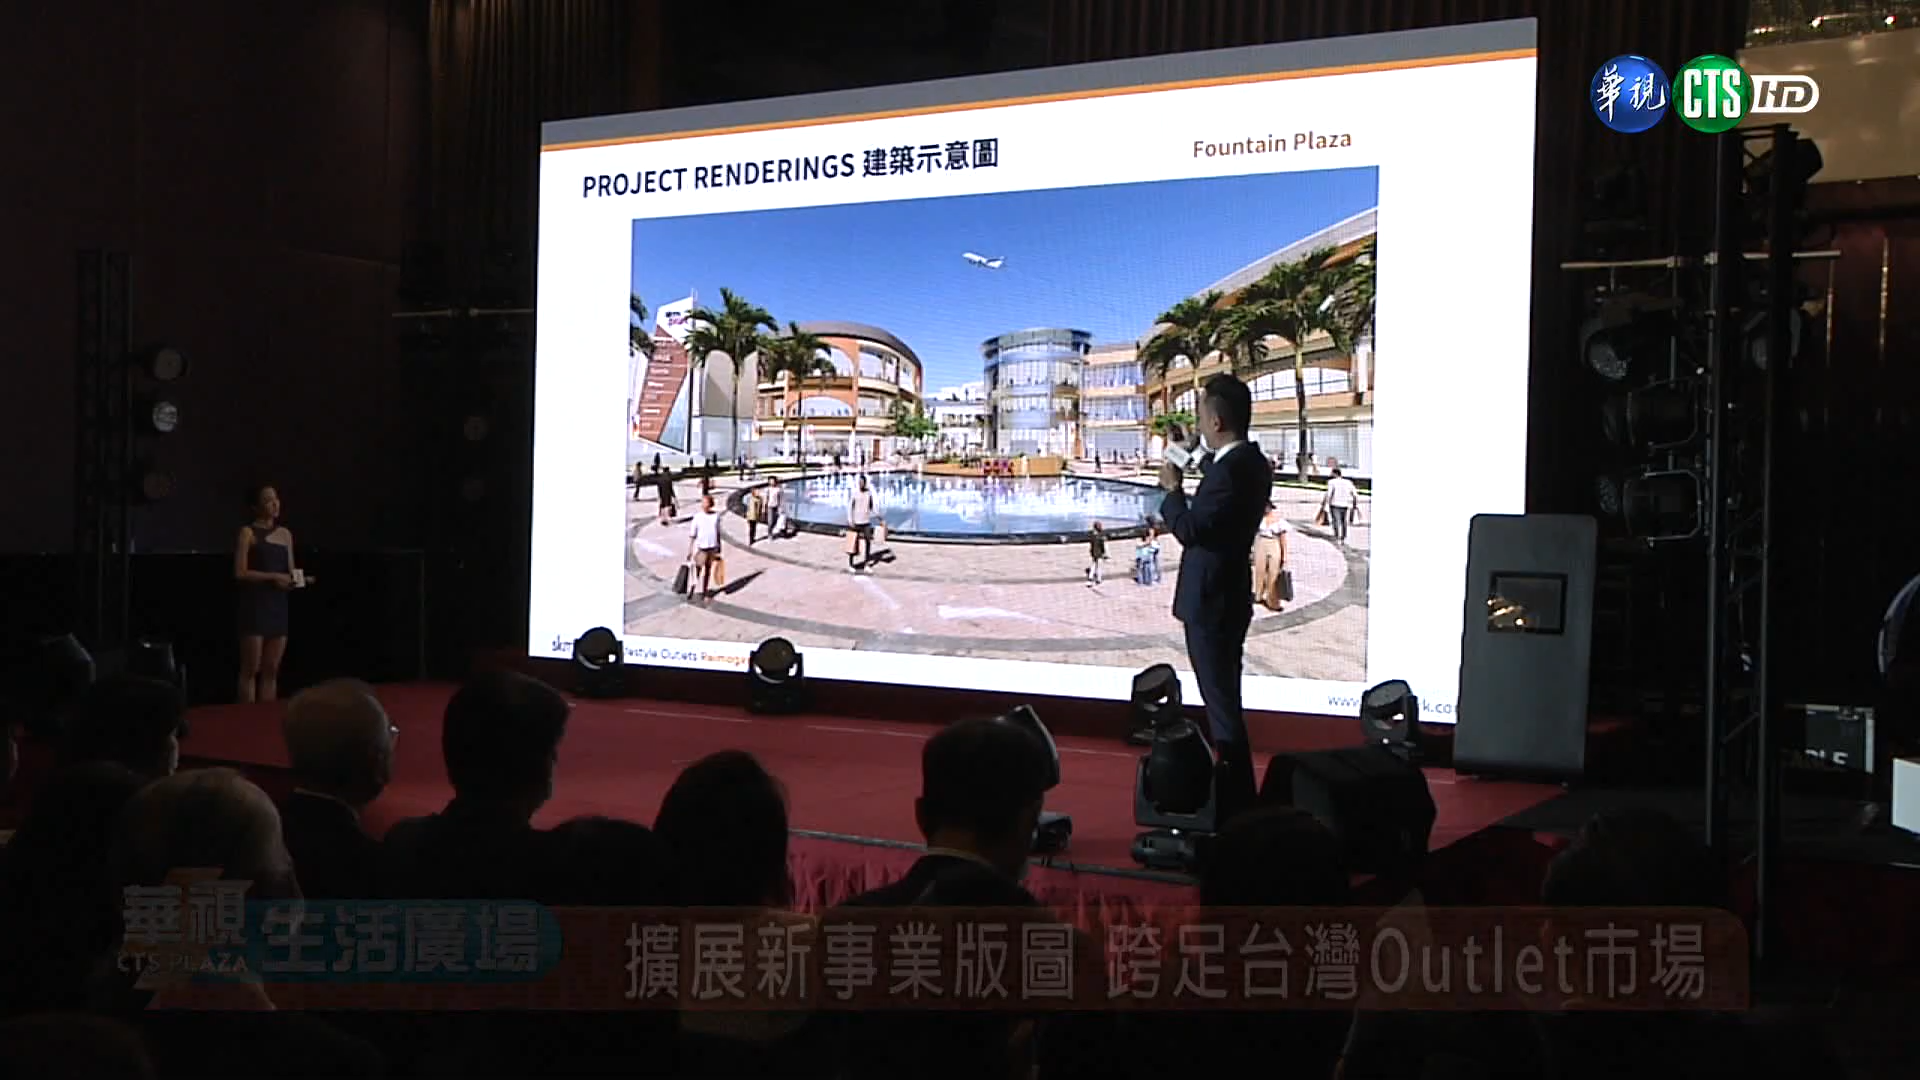 華視 CTS HD
PROJECT RENDERINGS 建築示意圖
Fountain Plaza
Lifestyle Outlets
華視 生活廣場
CTS PLAZA
擴展新事業版圖 跨足台灣Outlet市場